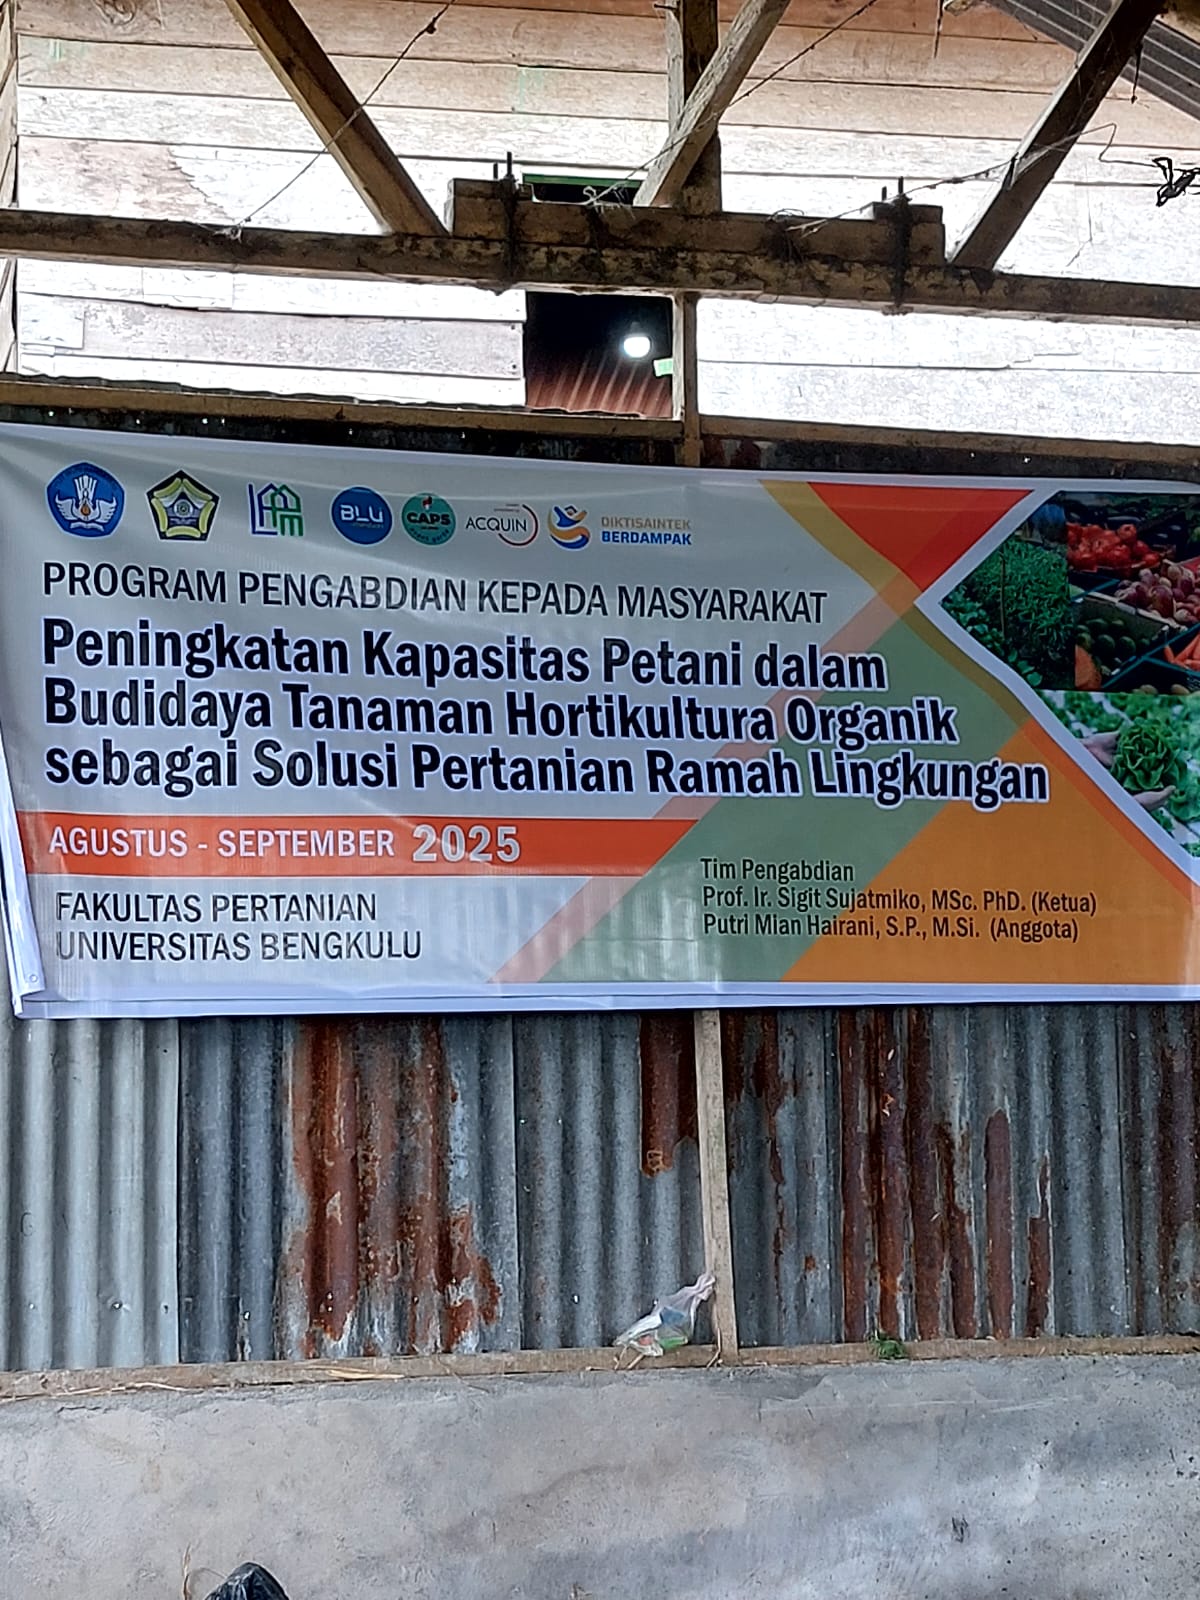 BLU
CAPS
ACQUIN
DIKTISAINTEK
BERDAMPAK
PROGRAM PENGABDIAN KEPADA MASYARAKAT
Peningkatan Kapasitas Petani dalam
Budidaya Tanaman Hortikultura Organik
sebagai Solusi Pertanian Ramah Lingkungan
AGUSTUS - SEPTEMBER 2025
FAKULTAS PERTANIAN
UNIVERSITAS BENGKULU
Tim Pengabdian
Prof. Ir. Sigit Sujatmiko, MSc. PhD. (Ketua)
Putri Mian Hairani, S.P., M.Si. (Anggota)